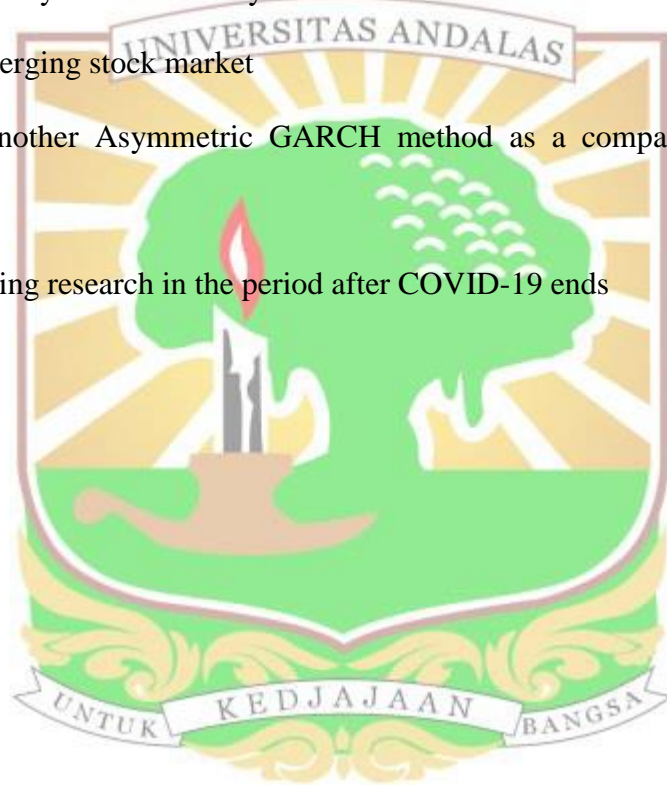 UNIVERSITAS ANDALAS
erging stock market
nother Asymmetric GARCH method as a compa
ing research in the period after COVID-19 ends
UNTUK KEDJAJAAN BANGSA